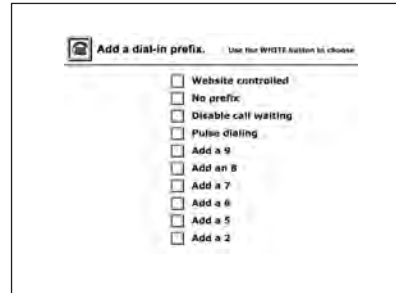 Add a dial-in prefix. Use the WHITE button to choose
Website controlled
No prefix
Disable call waiting
Pulse dialing
Add a 9
Add an 8
Add a 7
Add a 6
Add a 5
Add a 2